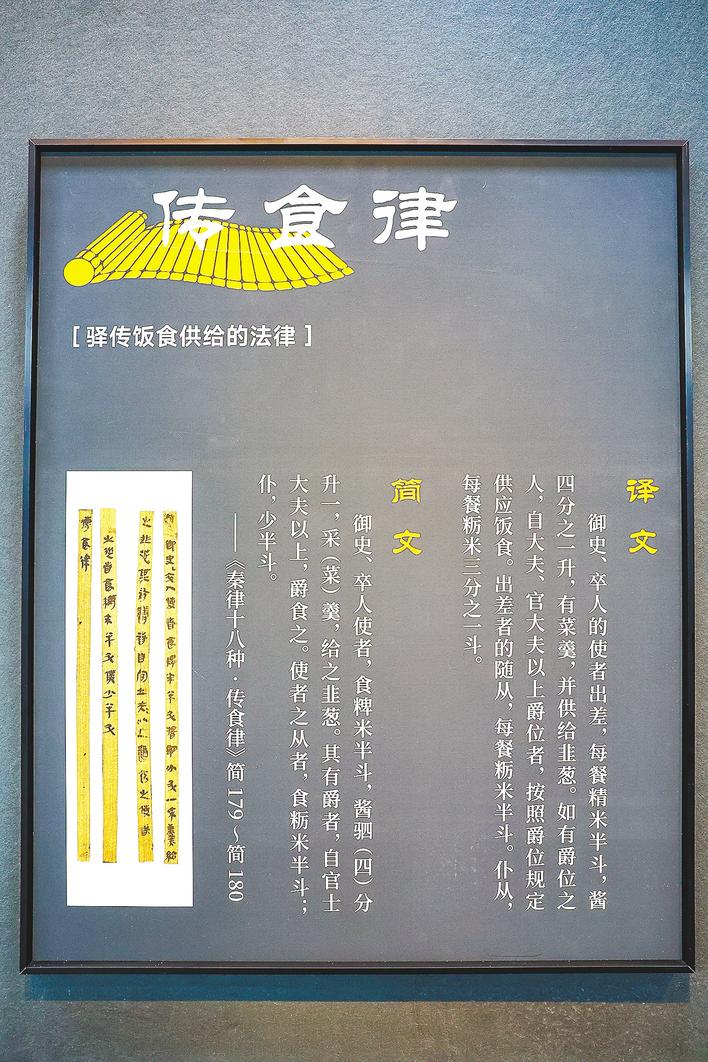 传食律
[驿传饭食供给的法律]
译文
御史、卒人的使者出差，每餐精米半斗，酱
四分之一升，有菜羹，并供给韭葱。如有爵位之
人，自大夫、官大夫以上爵位者，按照爵位规定
供应饭食。出差者的随从，每餐粝米半斗。仆从，
每餐粝米三分之二斗。
简文
御史、卒人使者，食粺米半斗，酱驷（四）分
升一，采（菜）羹，给之韭葱。其有爵者，自官士
大夫以上，爵食之。使者之从者，食粝米半斗；
仆，少半斗。
——《秦律十八种·传食律》简 179～简 180